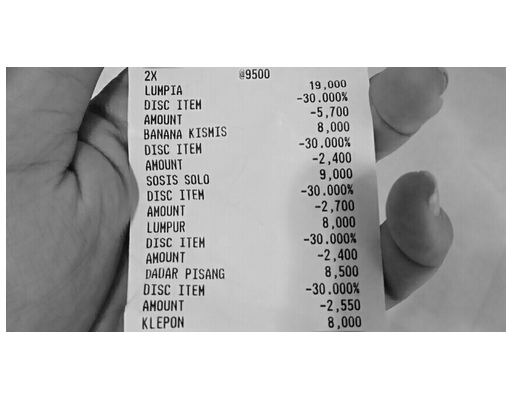 2X @9500
LUMPIA 19,000
DISC ITEM -30.000%
AMOUNT -5,700
BANANA KISMIS 8,000
DISC ITEM -30.000%
AMOUNT -2,400
SOSIS SOLO 9,000
DISC ITEM -30.000%
AMOUNT -2,700
LUMPUR 8,000
DISC ITEM -30.000%
AMOUNT -2,400
DADAR PISANG 8,500
DISC ITEM -30.000%
AMOUNT -2,550
KLEPON 8,000